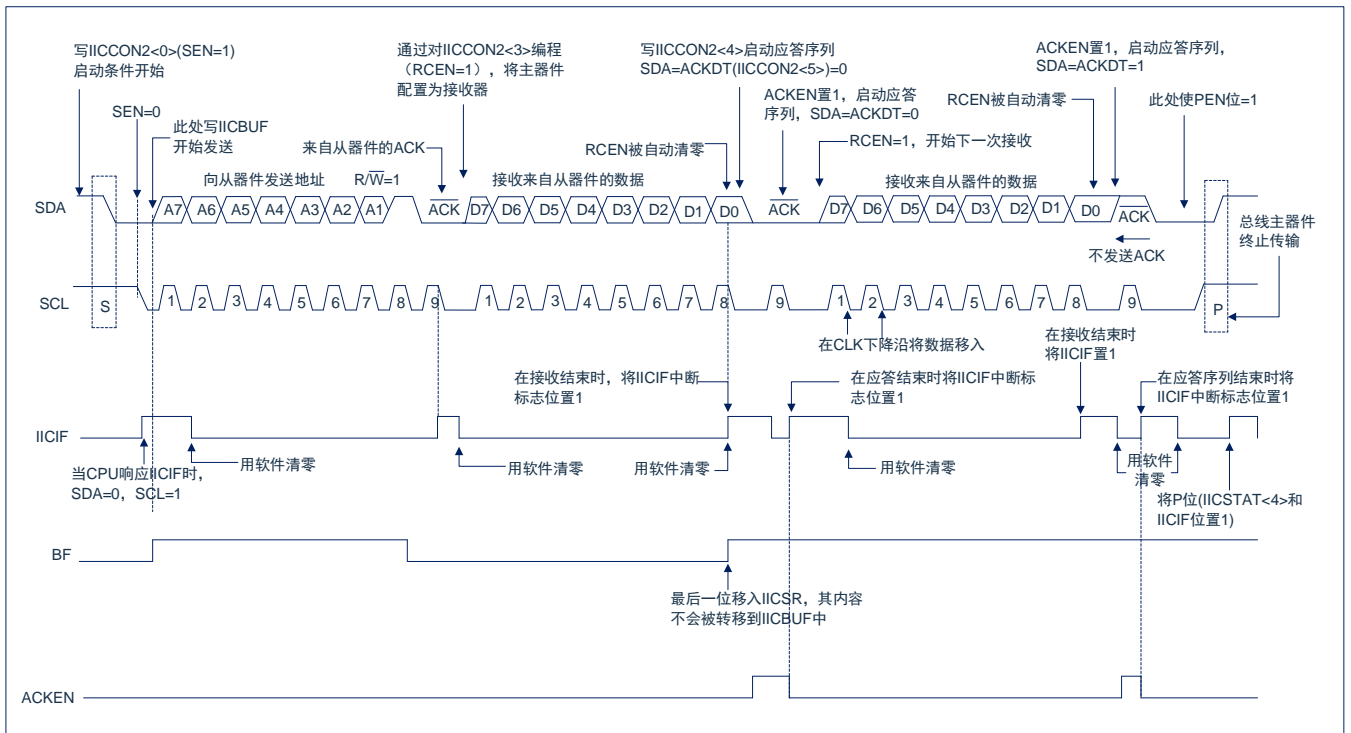 写IICCON2<0>(SEN=1)
启动条件开始
SEN=0
此处写IICBUF
开始发送
通过对IICCON2<3>编程
（RCEN=1），将主器件
配置为接收器
来自从器件的ACK
写IICCON2<4>启动应答序列
SDA=ACKDT(IICCON2<5>)=0
ACKEN置1，启动应答
序列，SDA=ACKDT=0
RCEN被自动清零
RCEN=1，开始下一次接收
ACKEN置1，启动应答序列，
SDA=ACKDT=1
RCEN被自动清零
此处使PEN位=1
向从器件发送地址
R/W=1
接收来自从器件的数据
接收来自从器件的数据
SDA
A7 A6 A5 A4 A3 A2 A1
ACK
D7 D6 D5 D4 D3 D2 D1 D0
ACK
D7 D6 D5 D4 D3 D2 D1 D0
ACK
不发送ACK
总线主器件
终止传输
SCL
S
1 2 3 4 5 6 7 8 9
1 2 3 4 5 6 7 8 9
1 2 3 4 5 6 7 8 9
P
在CLK下降沿将数据移入
在接收结束时，将IICIF中断
标志位置1
在应答结束时将IICIF中断标
志位置1
在接收结束时
将IICIF置1
在应答序列结束时将
IICIF中断标志位置1
IICIF
当CPU响应IICIF时，
SDA=0，SCL=1
用软件清零
用软件清零
用软件清零
用软件清零
用软件
清零
将P位(IICSTAT<4>和
IICIF位置1)
BF
最后一位移入IICSR，其内容
不会被转移到IICBUF中
ACKEN